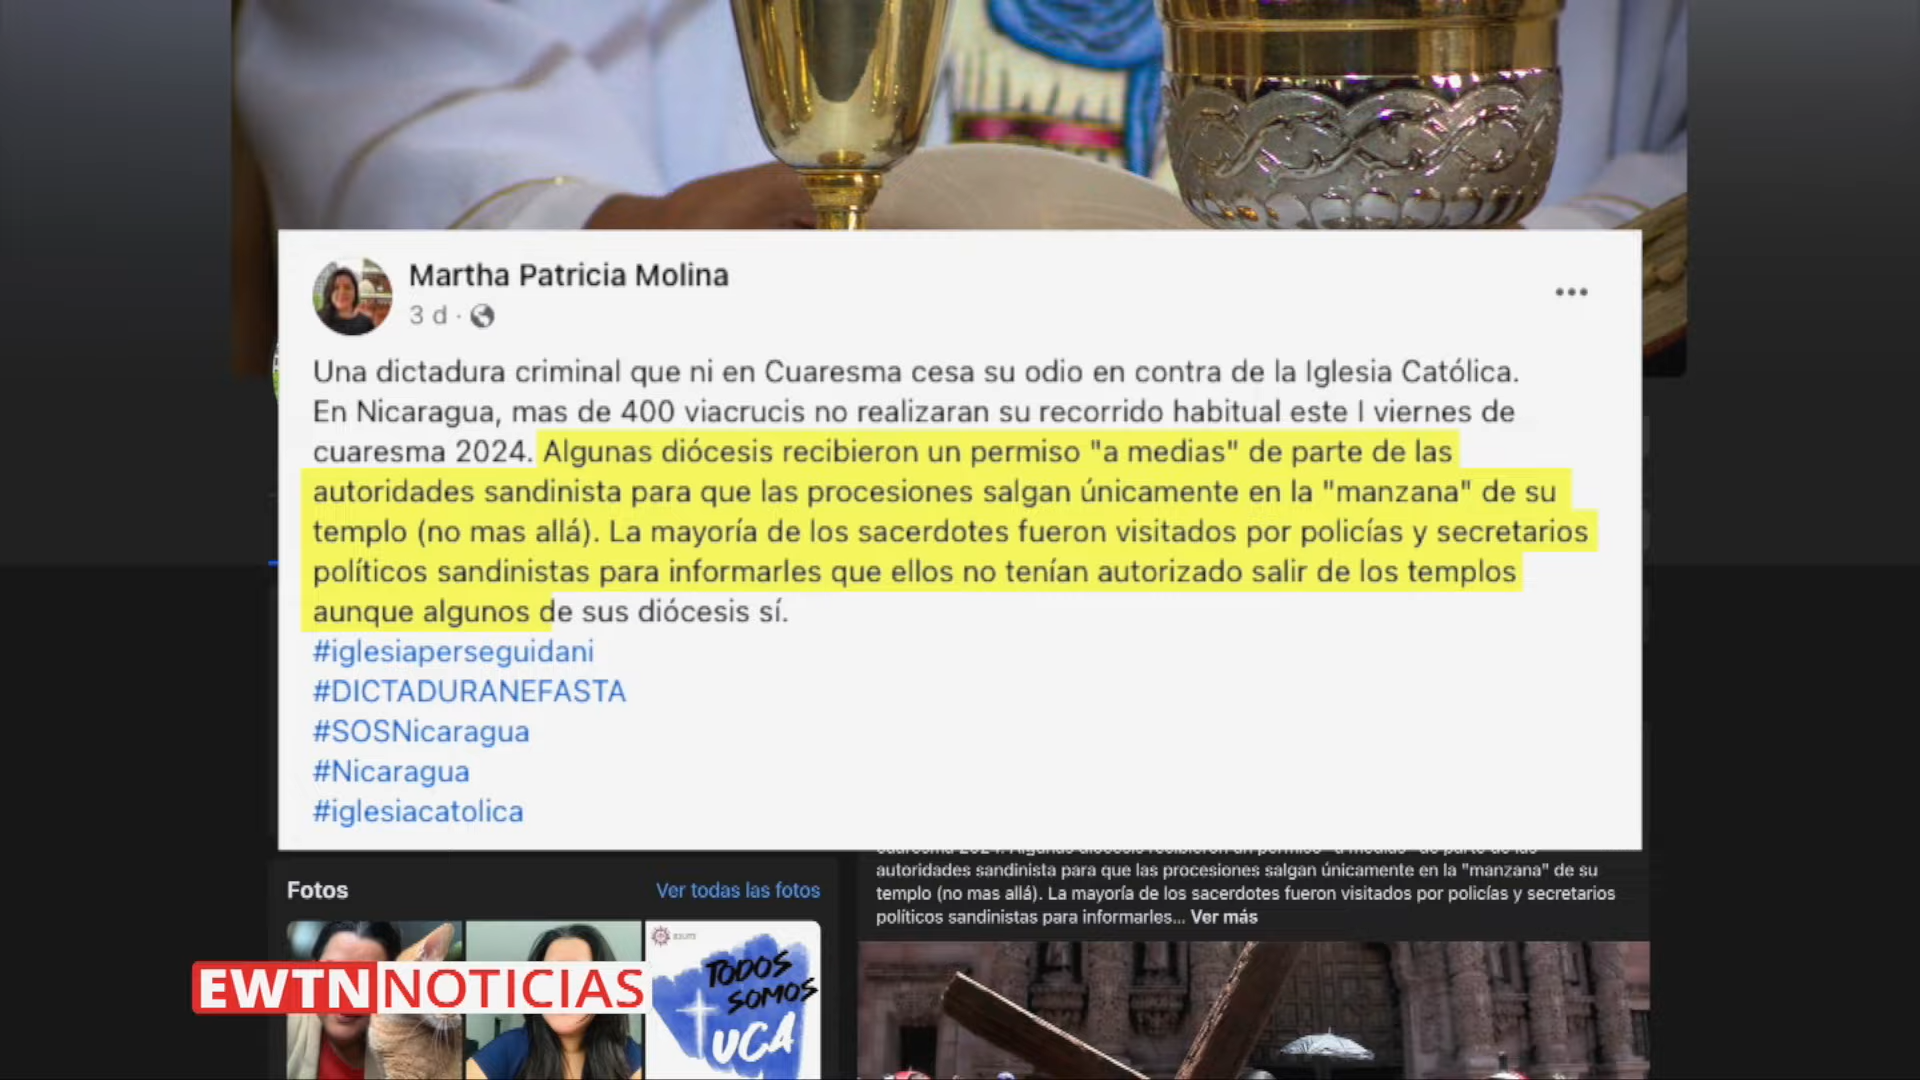 Martha Patricia Molina
3 d ·
Una dictadura criminal que ni en Cuaresma cesa su odio en contra de la Iglesia Católica.
En Nicaragua, mas de 400 viacrucis no realizaran su recorrido habitual este I viernes de
cuaresma 2024. Algunas diócesis recibieron un permiso "a medias" de parte de las
autoridades sandinista para que las procesiones salgan únicamente en la "manzana" de su
templo (no mas allá). La mayoría de los sacerdotes fueron visitados por policías y secretarios
políticos sandinistas para informarles que ellos no tenían autorizado salir de los templos
aunque algunos de sus diócesis sí.
#iglesiaperseguidani
#DICTADURANEFASTA
#SOSNicaragua
#Nicaragua
#iglesiacatolica
Fotos
Ver todas las fotos
autoridades sandinista para que las procesiones salgan únicamente en la "manzana" de su
templo (no mas allá). La mayoría de los sacerdotes fueron visitados por policías y secretarios
políticos sandinistas para informarles... Ver más
EWTN NOTICIAS
TODOS
SOMOS
UCA